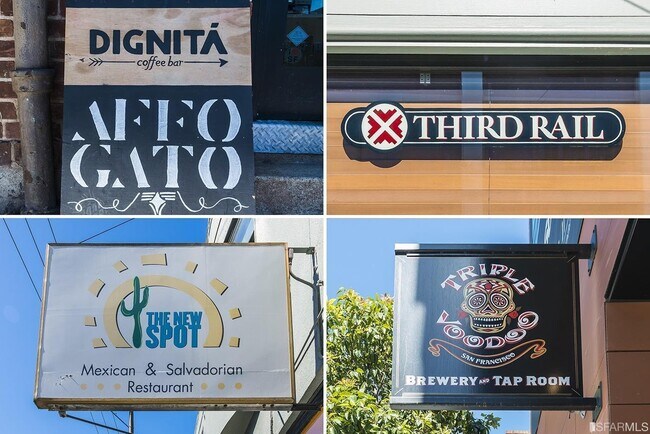 DIGNITÁ
coffee bar
AFFO
GATO
THIRD RAIL
THE NEW
SPOT
Mexican & Salvadorian
Restaurant
TRIPLE
VOODOO
SAN FRANCISCO
BREWERY AND TAP ROOM
SFARMLS